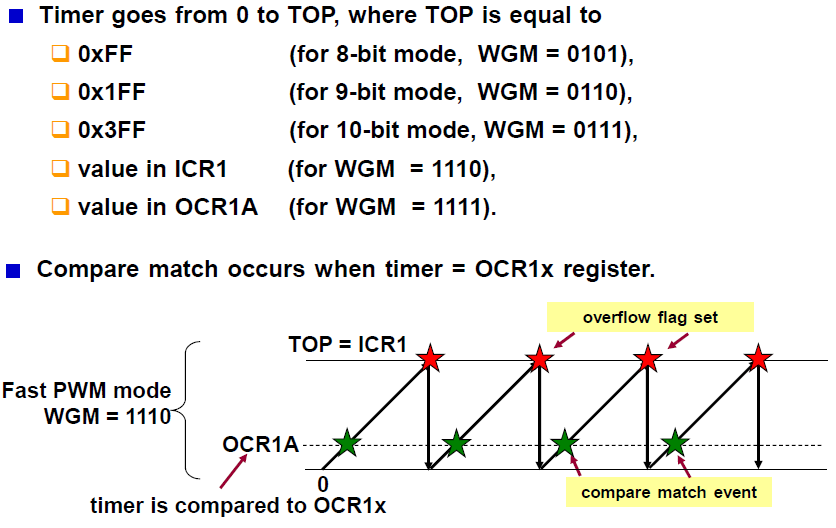 Timer goes from 0 to TOP, where TOP is equal to
0xFF (for 8-bit mode, WGM = 0101),
0x1FF (for 9-bit mode, WGM = 0110),
0x3FF (for 10-bit mode, WGM = 0111),
value in ICR1 (for WGM = 1110),
value in OCR1A (for WGM = 1111).
Compare match occurs when timer = OCR1x register.
overflow flag set
TOP = ICR1
Fast PWM mode
WGM = 1110
OCR1A
0
compare match event
timer is compared to OCR1x